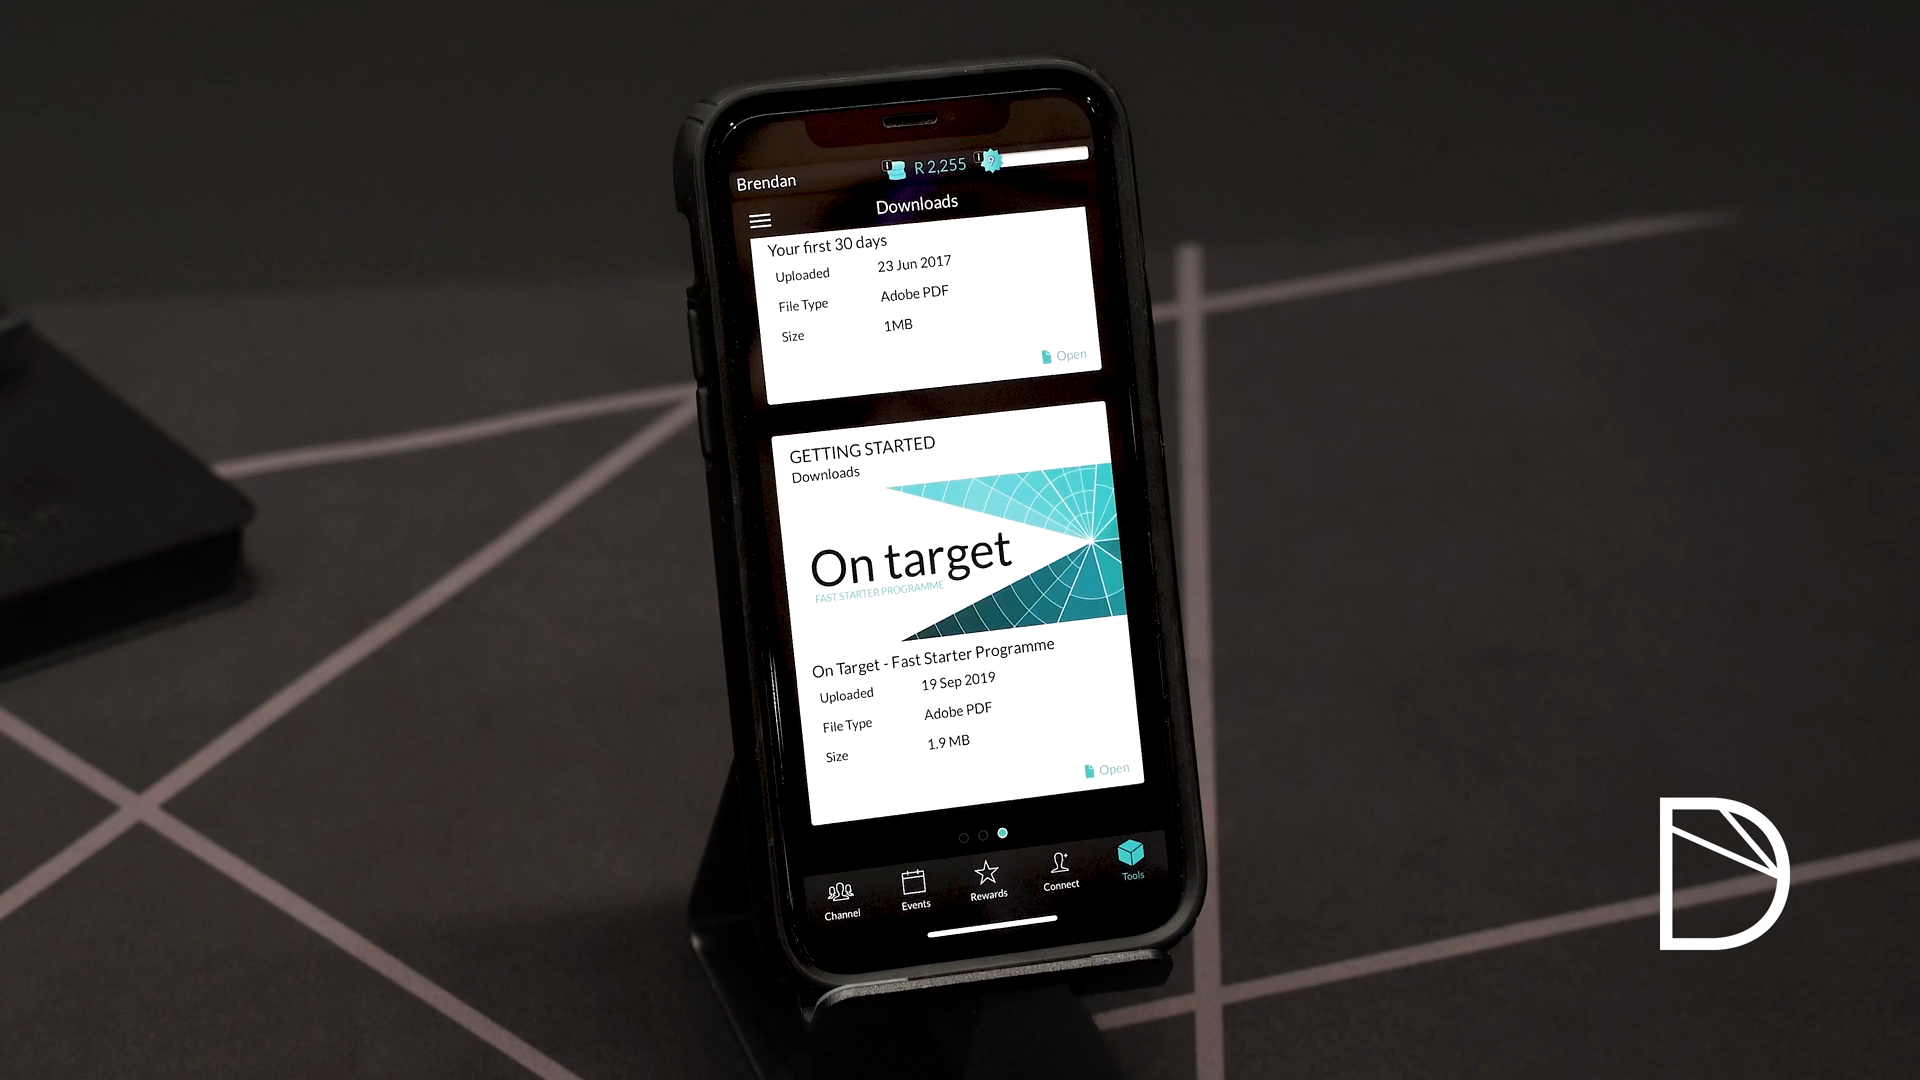 Brendan
R 2,255
9
Downloads
Your first 30 days
Uploaded 23 Jun 2017
File Type Adobe PDF
Size 1MB
Open
GETTING STARTED
Downloads
On target
FAST STARTER PROGRAMME
On Target - Fast Starter Programme
Uploaded 19 Sep 2019
File Type Adobe PDF
Size 1.9 MB
Open
Channel Events Rewards Connect Tools
D